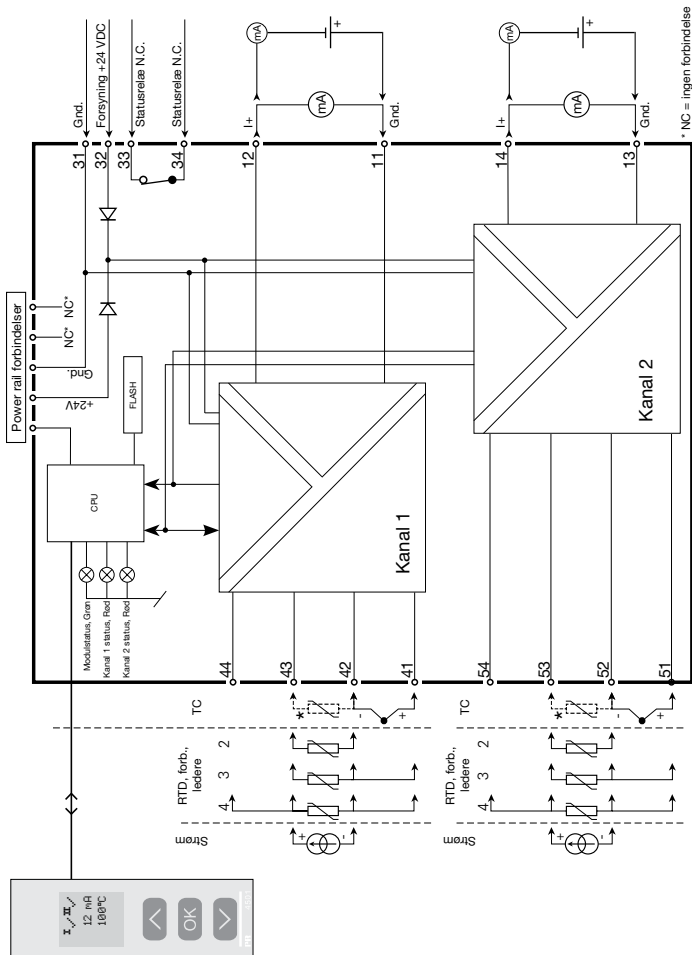 Gnd.
Forsyning +24 VDC
Statusrelæ N.C.
Statusrelæ N.C.
31
32
33
34
12
11
14
13
I+
mA
mA
+
Gnd.
I+
mA
mA
+
Gnd.
* NC = ingen forbindelse
Power rail forbindelser
NC*
NC*
Gnd.
+24V
FLASH
CPU
Modulstatus, Grøn
Kanal 1 status, Rød
Kanal 2 status, Rød
Kanal 1
Kanal 2
44
43
42
41
54
53
52
51
TC
*
-
+
RTD, forb.,
ledere
2
3
4
Strøm
+
-
TC
*
-
+
RTD, forb.,
ledere
2
3
4
Strøm
+
-
I II
12 mA
100°C
OK
PR